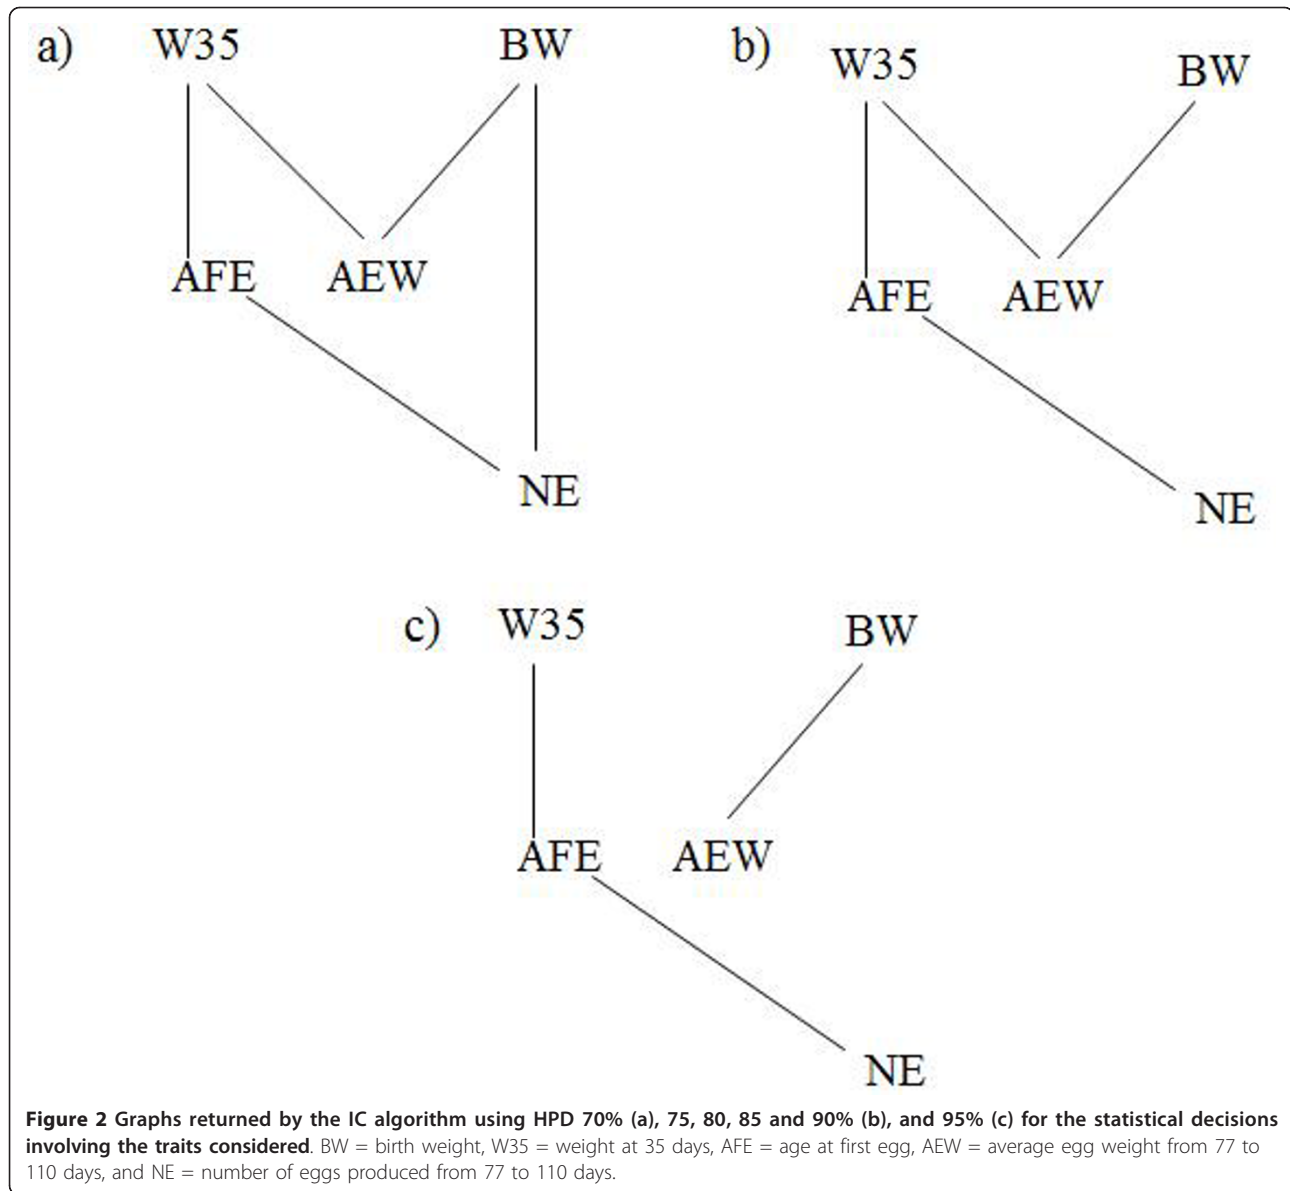 a) W35 BW
AFE AEW
NE
b) W35 BW
AFE AEW
NE
c) W35 BW
AFE AEW
NE
Figure 2 Graphs returned by the IC algorithm using HPD 70% (a), 75, 80, 85 and 90% (b), and 95% (c) for the statistical decisions
involving the traits considered. BW = birth weight, W35 = weight at 35 days, AFE = age at first egg, AEW = average egg weight from 77 to
110 days, and NE = number of eggs produced from 77 to 110 days.